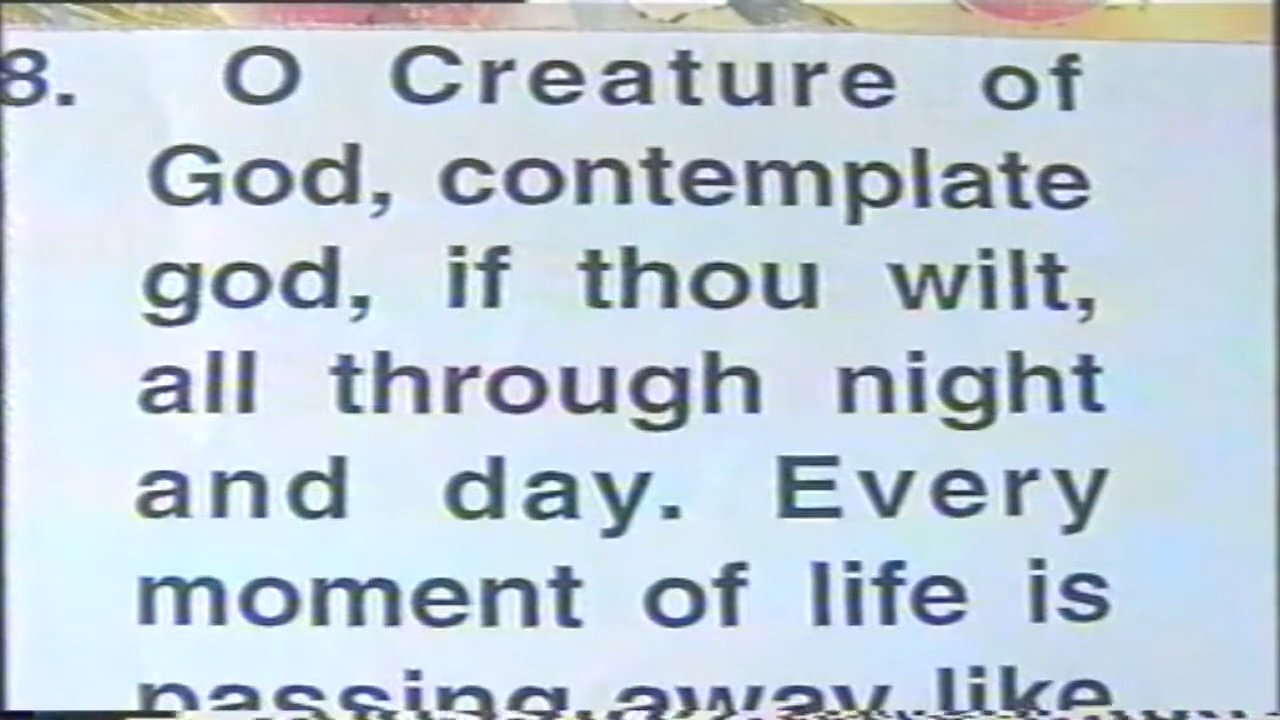 8. O Creature of
God, contemplate
god, if thou wilt,
all through night
and day. Every
moment of life is
passing away like